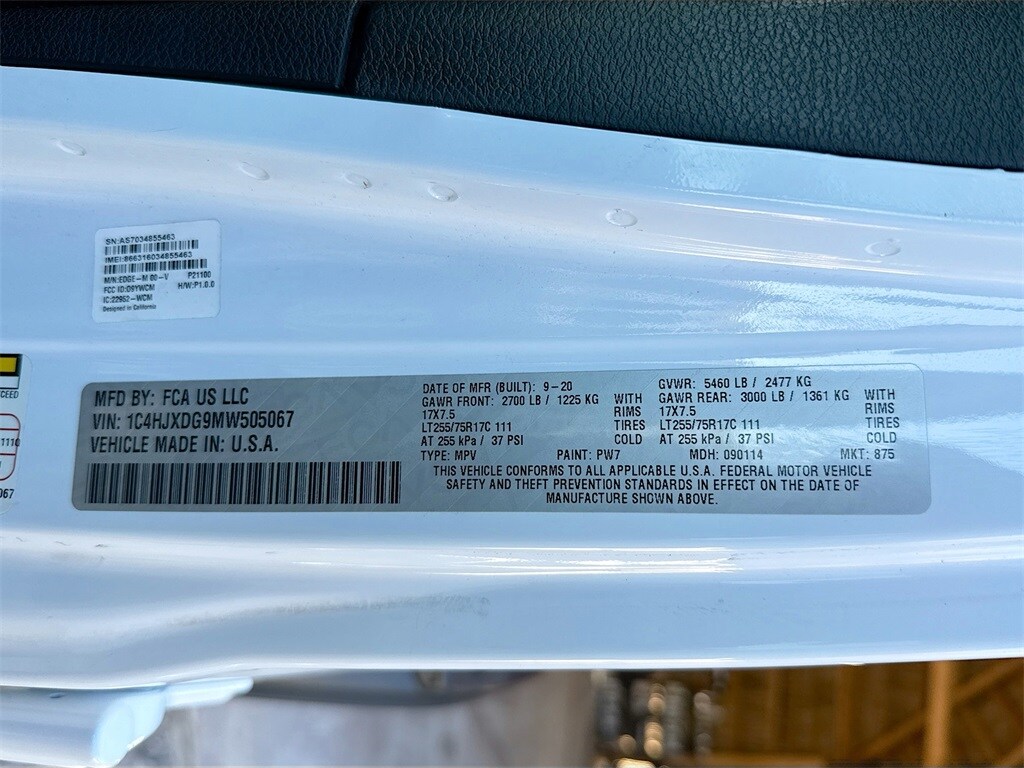 SN:AS7034855463
IMEI:866316034855463
M/N:EDGE-M 00-V P21100
FCC ID:D9YWCM H/W:P1.0.0
IC:22952-WCM
Designed in California
CEED
1110
067
MFD BY: FCA US LLC
VIN: 1C4HJXDG9MW505067
VEHICLE MADE IN: U.S.A.
DATE OF MFR (BUILT): 9-20 GVWR: 5460 LB / 2477 KG
GAWR FRONT: 2700 LB / 1225 KG WITH GAWR REAR: 3000 LB / 1361 KG WITH
17X7.5 RIMS 17X7.5 RIMS
LT255/75R17C 111 TIRES LT255/75R17C 111 TIRES
AT 255 kPa / 37 PSI COLD AT 255 kPa / 37 PSI COLD
TYPE: MPV PAINT: PW7 MDH: 090114 MKT: 875
THIS VEHICLE CONFORMS TO ALL APPLICABLE U.S.A. FEDERAL MOTOR VEHICLE
SAFETY AND THEFT PREVENTION STANDARDS IN EFFECT ON THE DATE OF
MANUFACTURE SHOWN ABOVE.